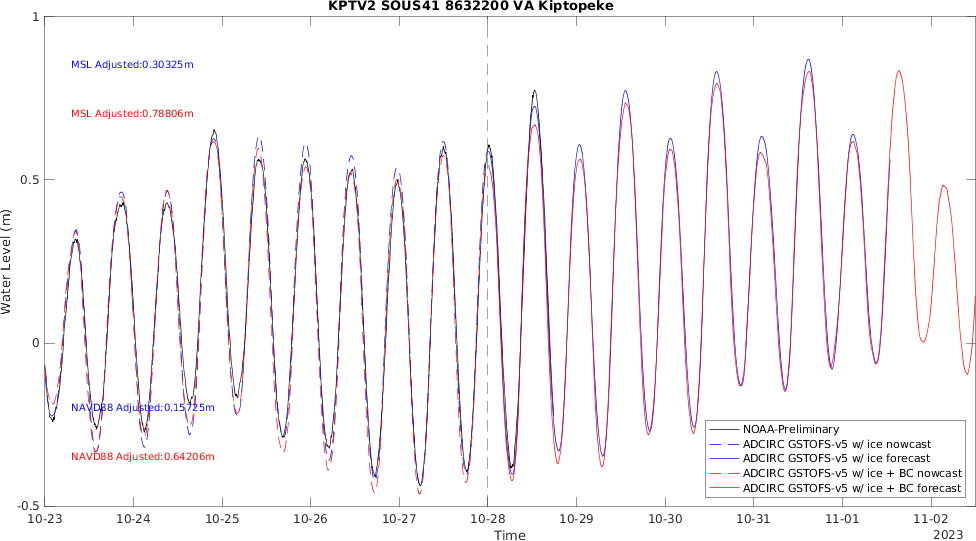 KPTV2 SOUS41 8632200 VA Kiptopeke
1
MSL Adjusted:0.30325m
MSL Adjusted:0.78806m
0.5
Water Level (m)
0
NAVD88 Adjusted:0.15725m
NAVD88 Adjusted:0.64206m
-0.5
NOAA-Preliminary
ADCIRC GSTOFS-v5 w/ ice nowcast
ADCIRC GSTOFS-v5 w/ ice forecast
ADCIRC GSTOFS-v5 w/ ice + BC nowcast
ADCIRC GSTOFS-v5 w/ ice + BC forecast
10-23 10-24 10-25 10-26 10-27 10-28 10-29 10-30 10-31 11-01 11-02
Time
2023